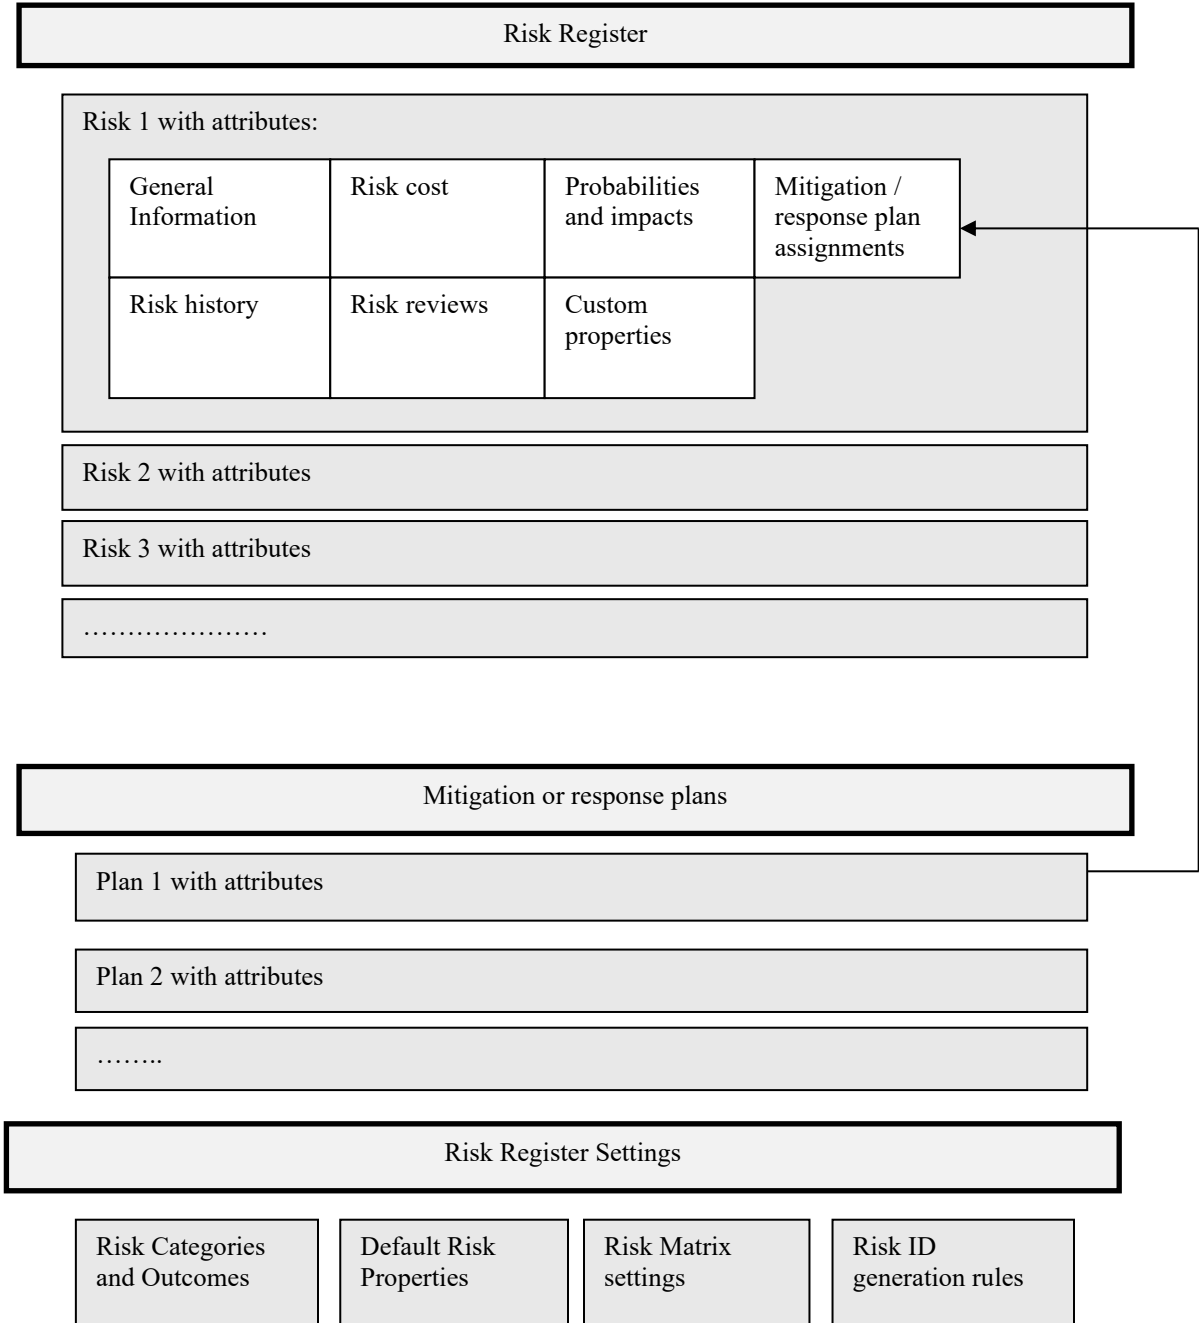 Risk Register
Risk 1 with attributes:
General
Information
Risk cost
Probabilities
and impacts
Mitigation /
response plan
assignments
Risk history
Risk reviews
Custom
properties
Risk 2 with attributes
Risk 3 with attributes
…………………
Mitigation or response plans
Plan 1 with attributes
Plan 2 with attributes
……..
Risk Register Settings
Risk Categories
and Outcomes
Default Risk
Properties
Risk Matrix
settings
Risk ID
generation rules